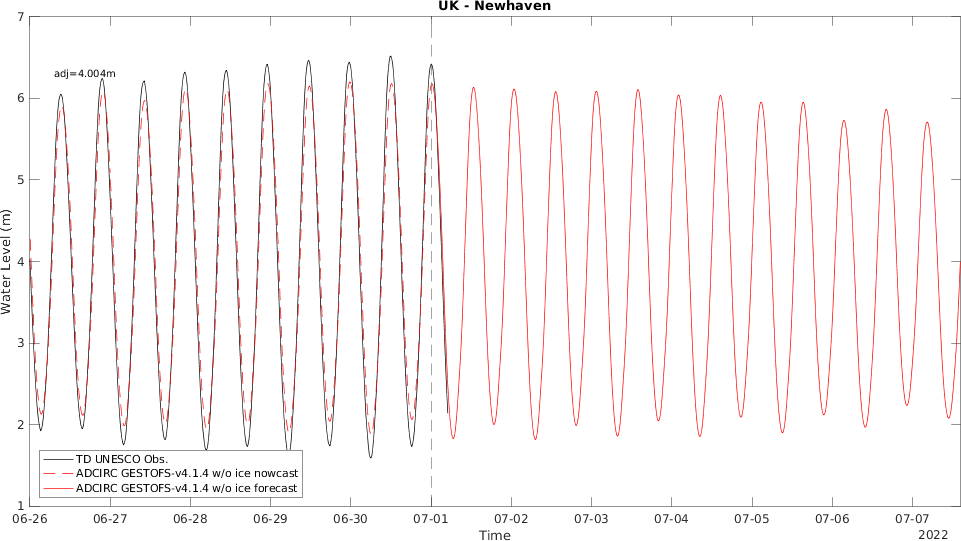 UK - Newhaven
7
adj=4.004m
6
5
4
3
2
1
Water Level (m)
TD UNESCO Obs.
ADCIRC GESTOFS-v4.1.4 w/o ice nowcast
ADCIRC GESTOFS-v4.1.4 w/o ice forecast
06-26 06-27 06-28 06-29 06-30 07-01 07-02 07-03 07-04 07-05 07-06 07-07
Time
2022